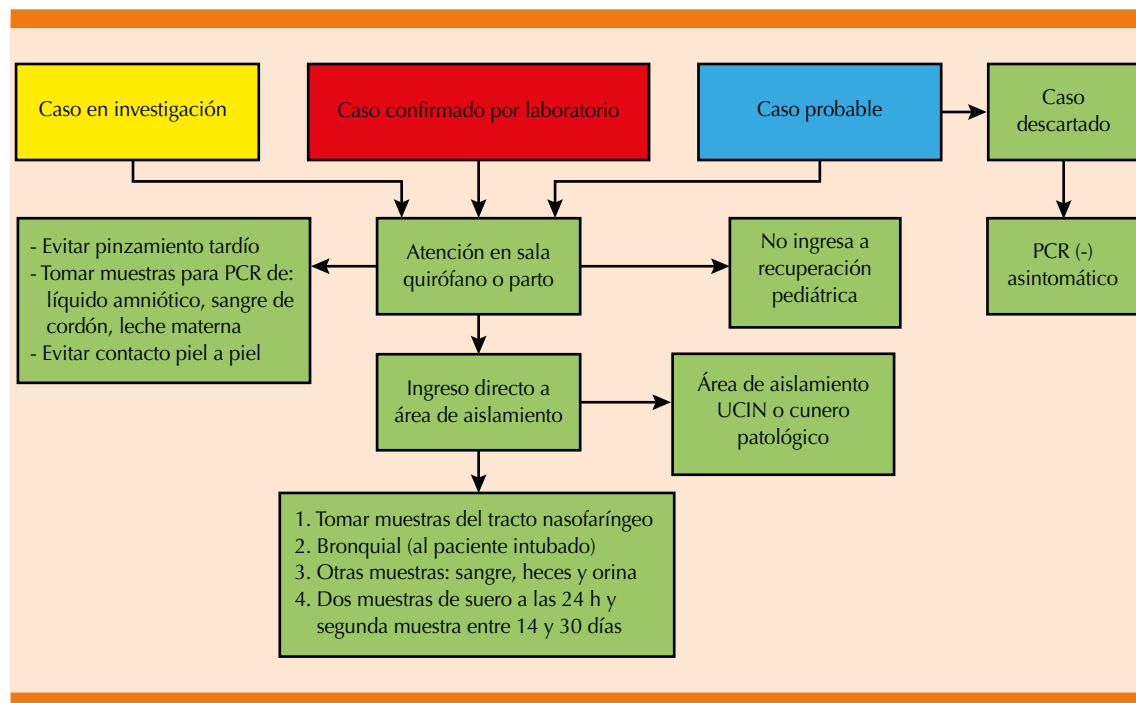 Caso en investigación
Caso confirmado por laboratorio
Caso probable
Caso
descartado
- Evitar pinzamiento tardío
- Tomar muestras para PCR de:
líquido amniótico, sangre de
cordón, leche materna
- Evitar contacto piel a piel
Atención en sala
quirófano o parto
No ingresa a
recuperación
pediátrica
PCR (-)
asintomático
Ingreso directo a
área de aislamiento
Área de aislamiento
UCIN o cunero
patológico
1. Tomar muestras del tracto nasofaríngeo
2. Bronquial (al paciente intubado)
3. Otras muestras: sangre, heces y orina
4. Dos muestras de suero a las 24 h y
segunda muestra entre 14 y 30 días